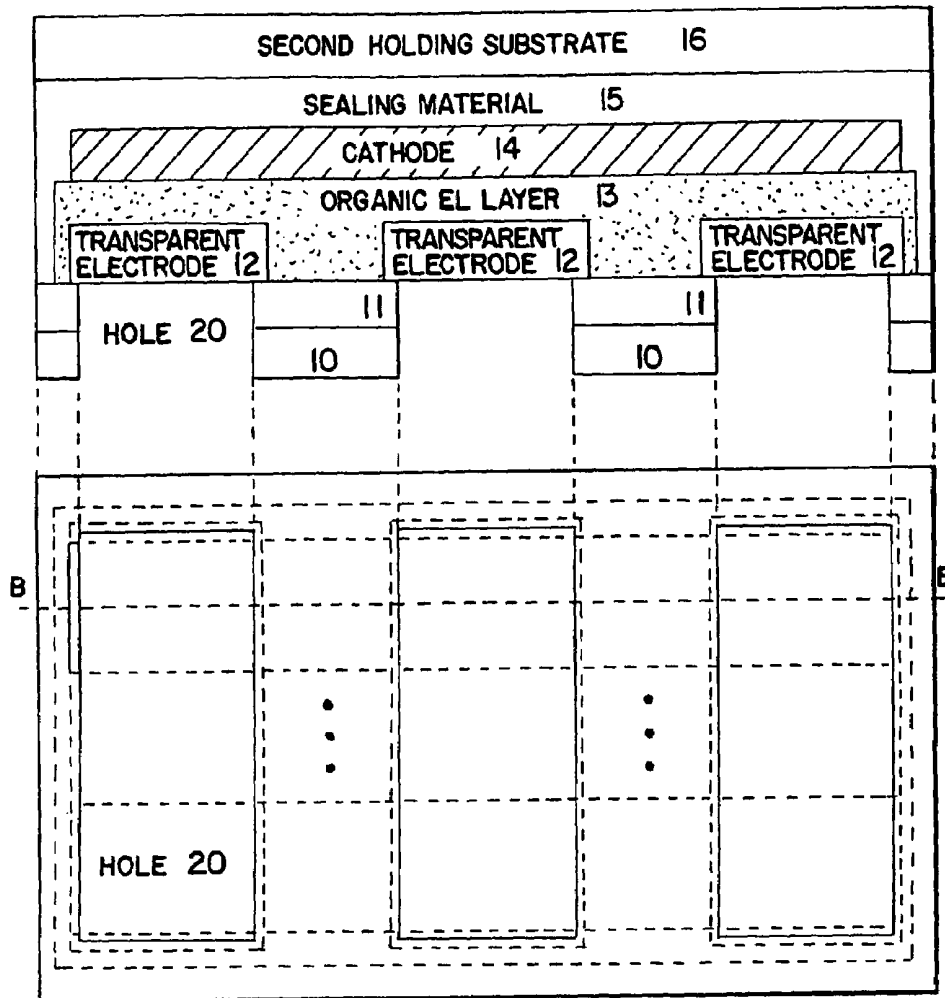 SECOND HOLDING SUBSTRATE 16
SEALING MATERIAL 15
CATHODE 14
ORGANIC EL LAYER 13
TRANSPARENT
ELECTRODE 12
TRANSPARENT
ELECTRODE 12
TRANSPARENT
ELECTRODE 12
HOLE 20
11
11
10
10
B
B
HOLE 20